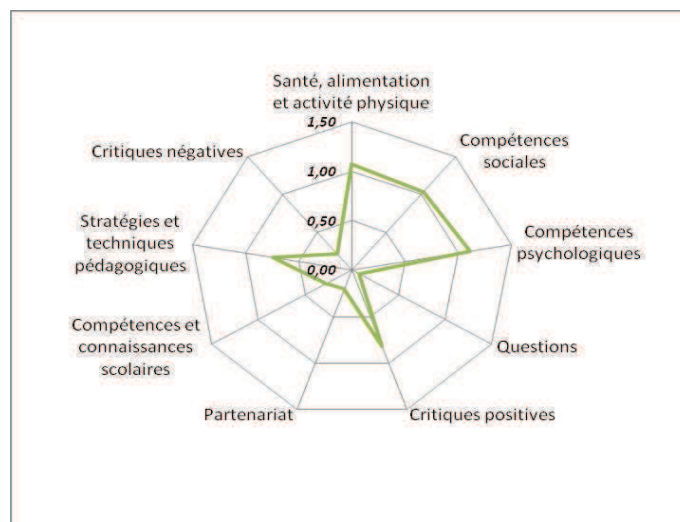 Santé, alimentation
et activité physique
1,50
1,00
0,50
0,00
Compétences
sociales
Compétences
psychologiques
Questions
Critiques positives
Partenariat
Compétences et
connaissances
scolaires
Stratégies et
techniques
pédagogiques
Critiques négatives